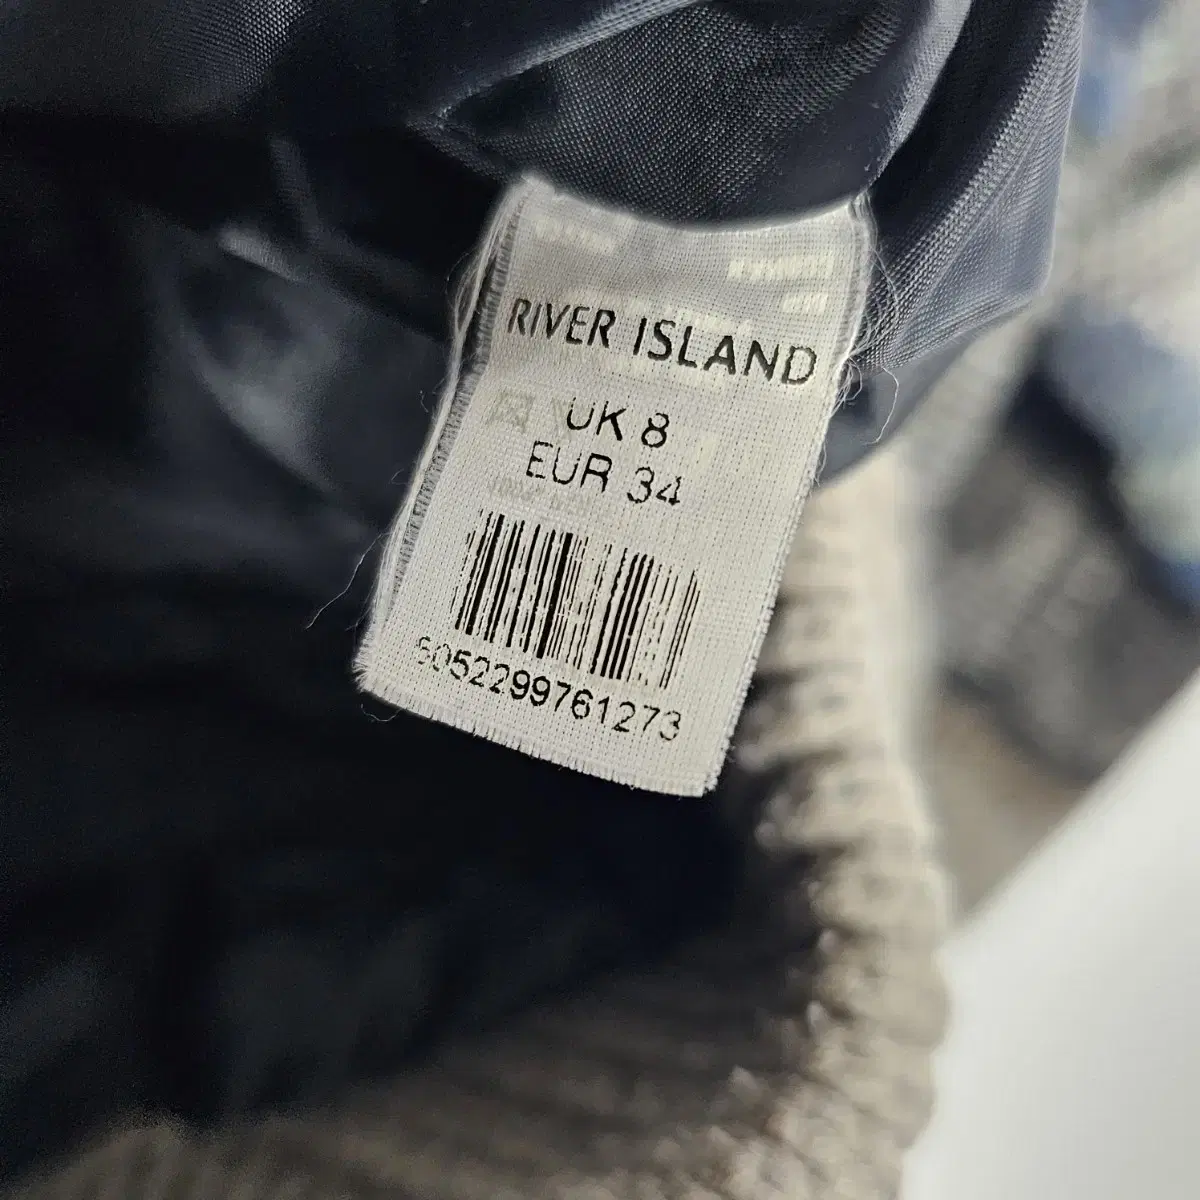 RIVER ISLAND
UK 8
EUR 34
5052299761273